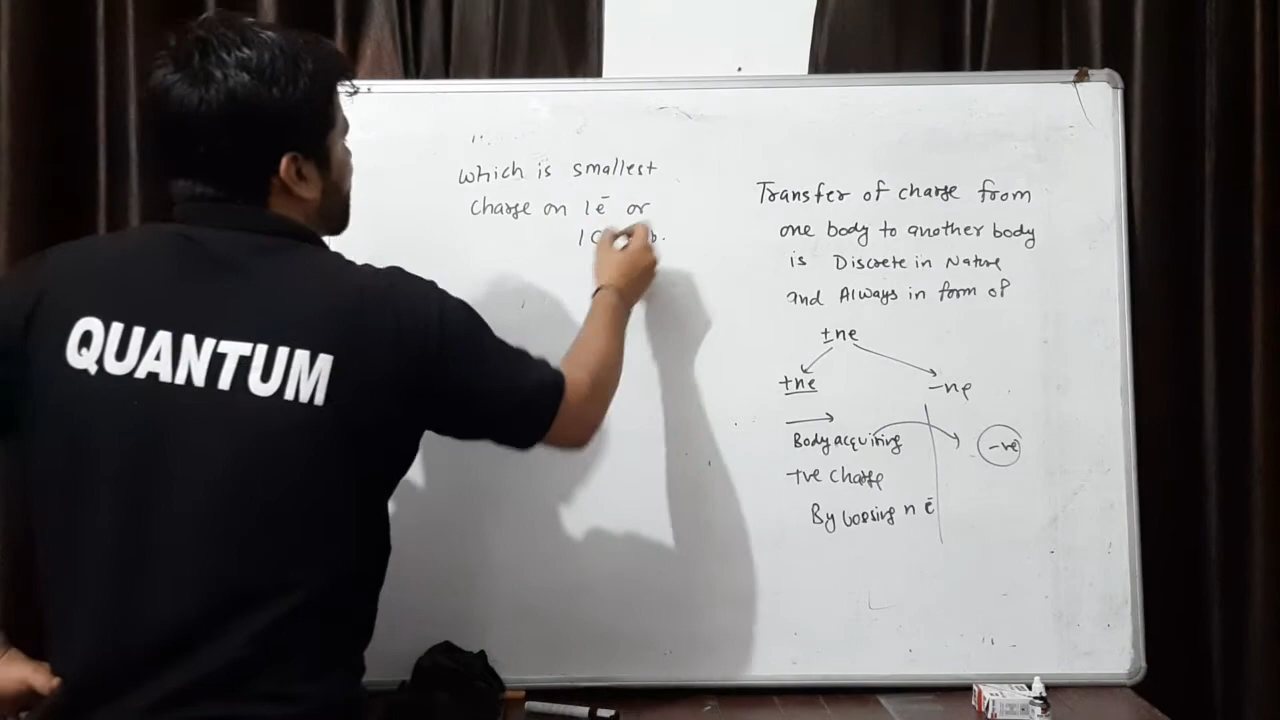 QUANTUM
which is smallest
charge on 1 ē or
Transfer of charge from
one body to another body
is Discrete in Nature
and Always in form of
±ne
+ne
-ne
Body acquiring
+ve charge
By loosing n ē
-ve